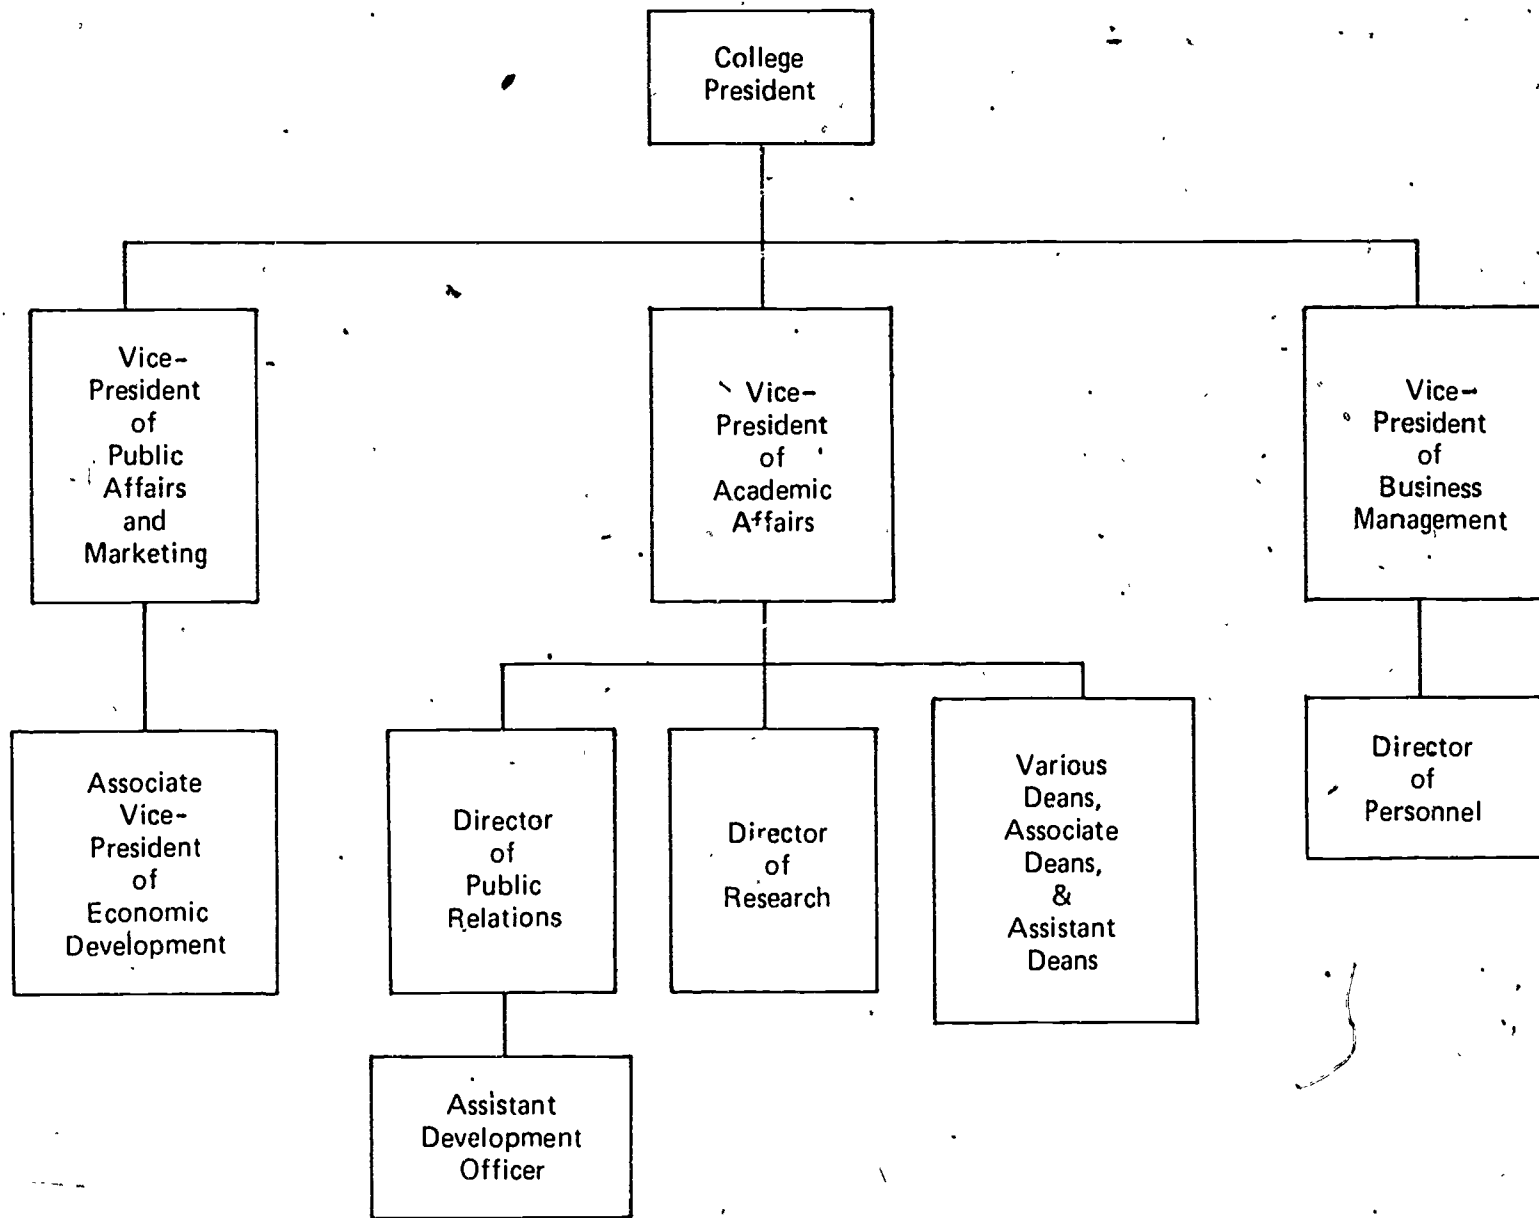 College
President
Vice-
President
of
Public
Affairs
and
Marketing
Vice-
President
of
Academic
Affairs
Vice-
President
of
Business
Management
Associate
Vice-
President
of
Economic
Development
Director
of
Public
Relations
Director
of
Research
Various
Deans,
Associate
Deans,
&
Assistant
Deans
Director
of
Personnel
Assistant
Development
Officer